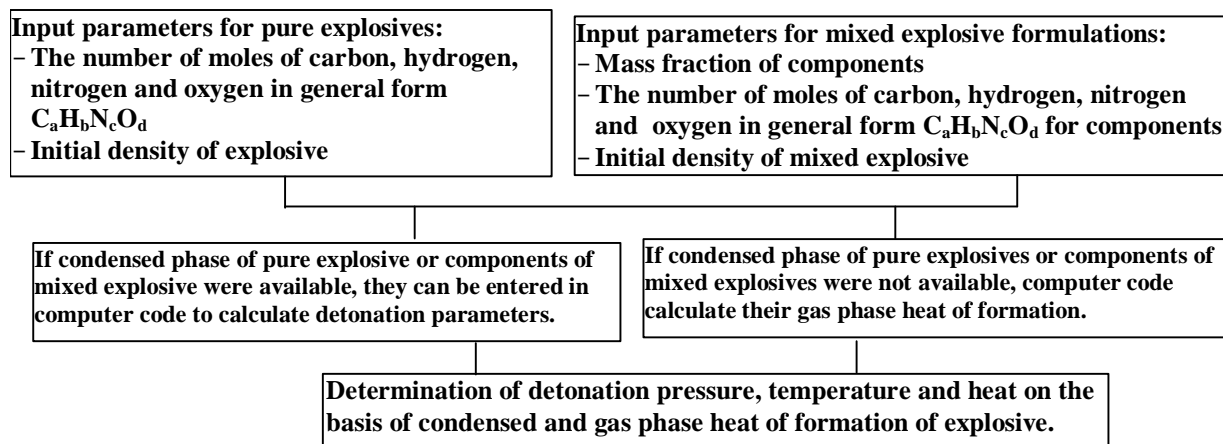 Input parameters for pure explosives:
– The number of moles of carbon, hydrogen,
nitrogen and oxygen in general form
CaHbNcOd
– Initial density of explosive
Input parameters for mixed explosive formulations:
– Mass fraction of components
– The number of moles of carbon, hydrogen, nitrogen
and oxygen in general form CaHbNcOd for components
– Initial density of mixed explosive
If condensed phase of pure explosive or components of
mixed explosive were available, they can be entered in
computer code to calculate detonation parameters.
If condensed phase of pure explosives or components of
mixed explosives were not available, computer code
calculate their gas phase heat of formation.
Determination of detonation pressure, temperature and heat on the
basis of condensed and gas phase heat of formation of explosive.